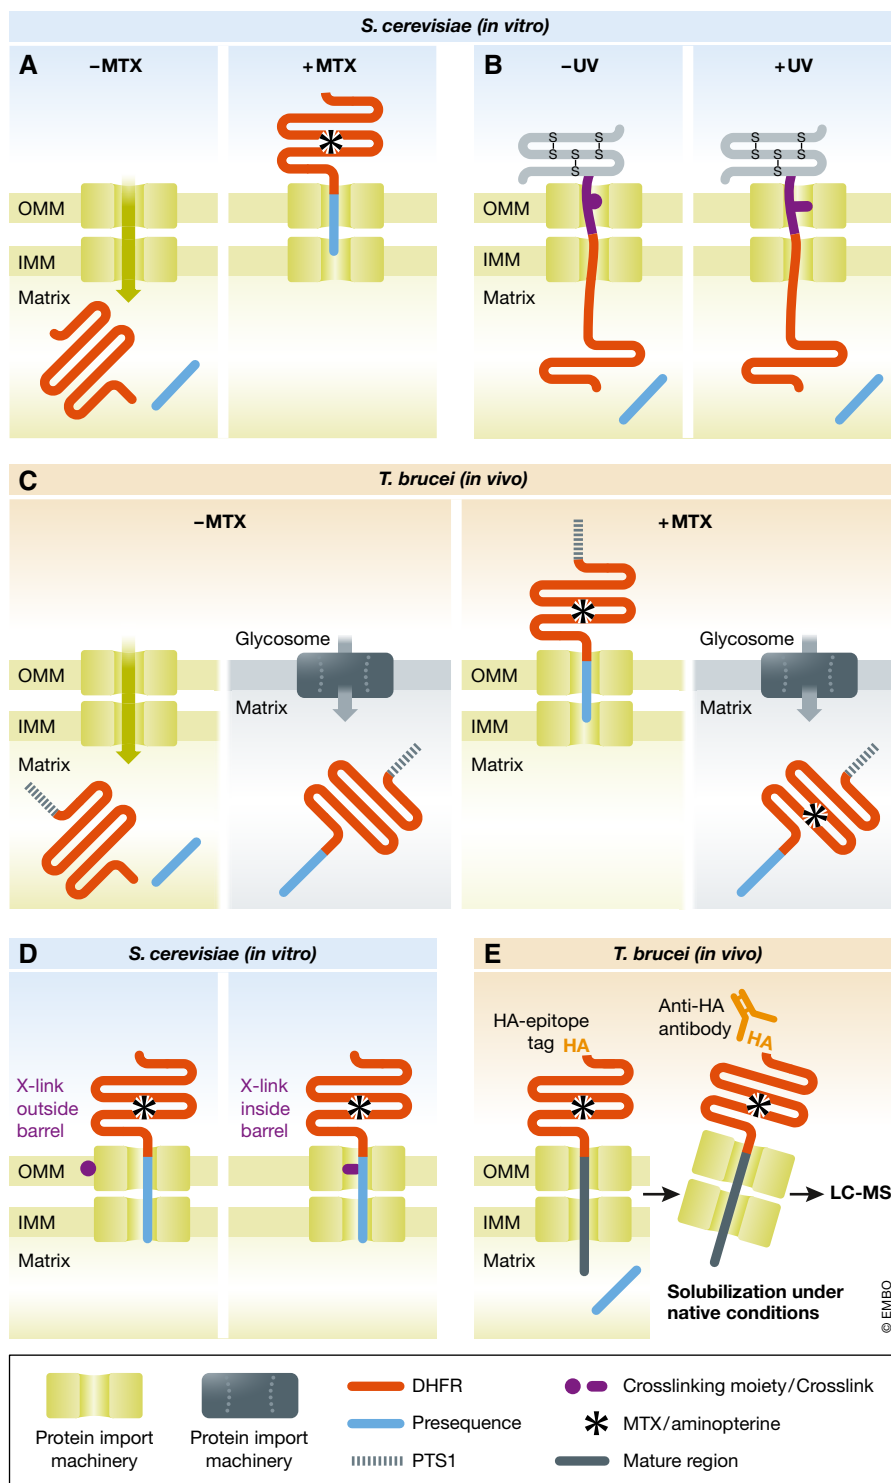 S. cerevisiae (in vitro)
A
–MTX
+MTX
OMM
IMM
Matrix
B
–UV
+UV
S S
S S S
S
OMM
IMM
Matrix
S S
S S S
S
T. brucei (in vivo)
C
–MTX
+MTX
OMM
IMM
Matrix
Glycosome
Matrix
OMM
IMM
Matrix
Glycosome
Matrix
D
S. cerevisiae (in vitro)
X-link
outside
barrel
X-link
inside
barrel
OMM
IMM
Matrix
E
T. brucei (in vivo)
HA-epitope
tag HA
Anti-HA
antibody
HA
OMM
IMM
Matrix
LC-MS
Solubilization under
native conditions
© EMBO
Protein import
machinery
Protein import
machinery
DHFR
Presequence
PTS1
Crosslinking moiety/Crosslink
MTX/aminopterine
Mature region